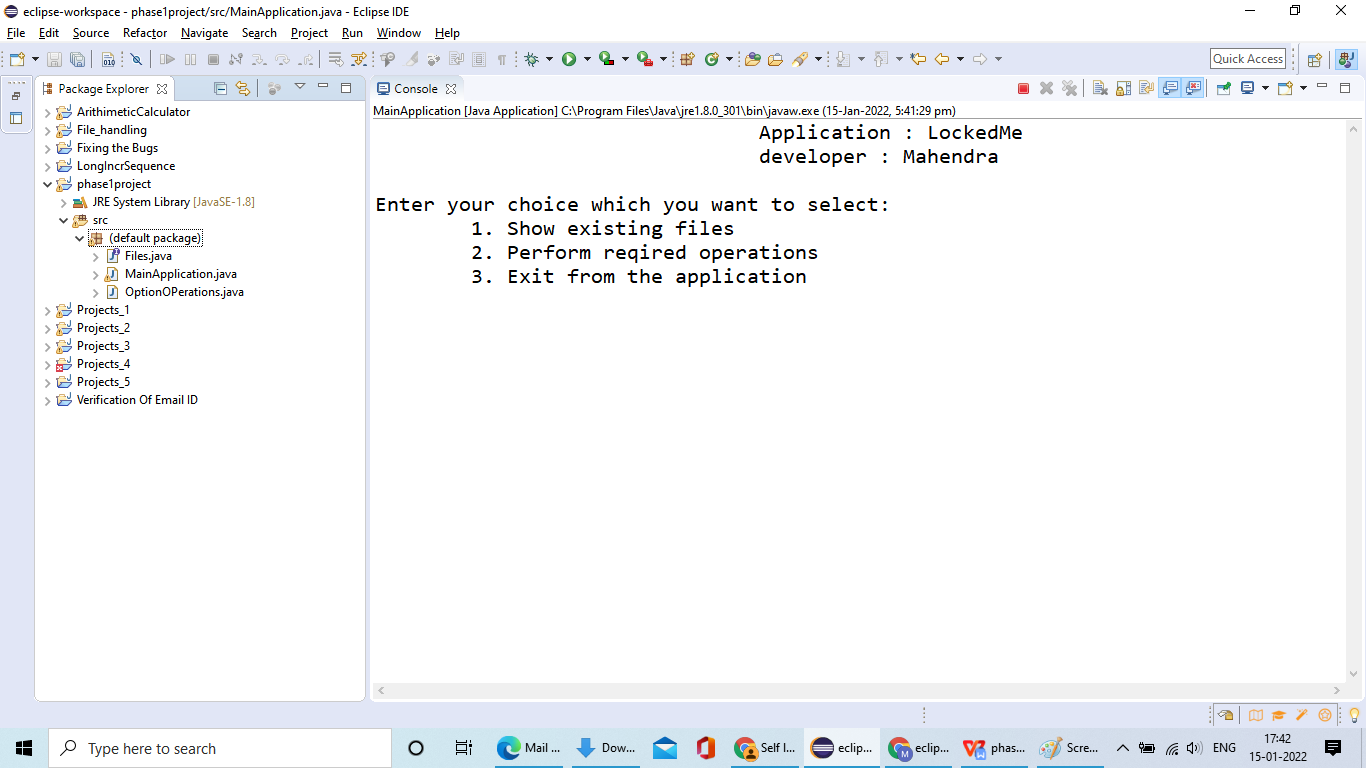 eclipse-workspace - phase1project/src/MainApplication.java - Eclipse IDE
File Edit Source Refactor Navigate Search Project Run Window Help
Quick Access
Package Explorer
ArithimeticCalculator
File_handling
Fixing the Bugs
LongIncrSequence
phase1project
JRE System Library [JavaSE-1.8]
src
(default package)
Files.java
MainApplication.java
OptionOPerations.java
Projects_1
Projects_2
Projects_3
Projects_4
Projects_5
Verification Of Email ID
Console
MainApplication [Java Application] C:\Program Files\Java\jre1.8.0_301\bin\javaw.exe (15-Jan-2022, 5:41:29 pm)
Application : LockedMe
developer : Mahendra
Enter your choice which you want to select:
1. Show existing files
2. Perform reqired operations
3. Exit from the application
Type here to search
Mail ...
Dow...
Self l...
eclip...
eclip...
phas...
Scre...
ENG
17:42
15-01-2022